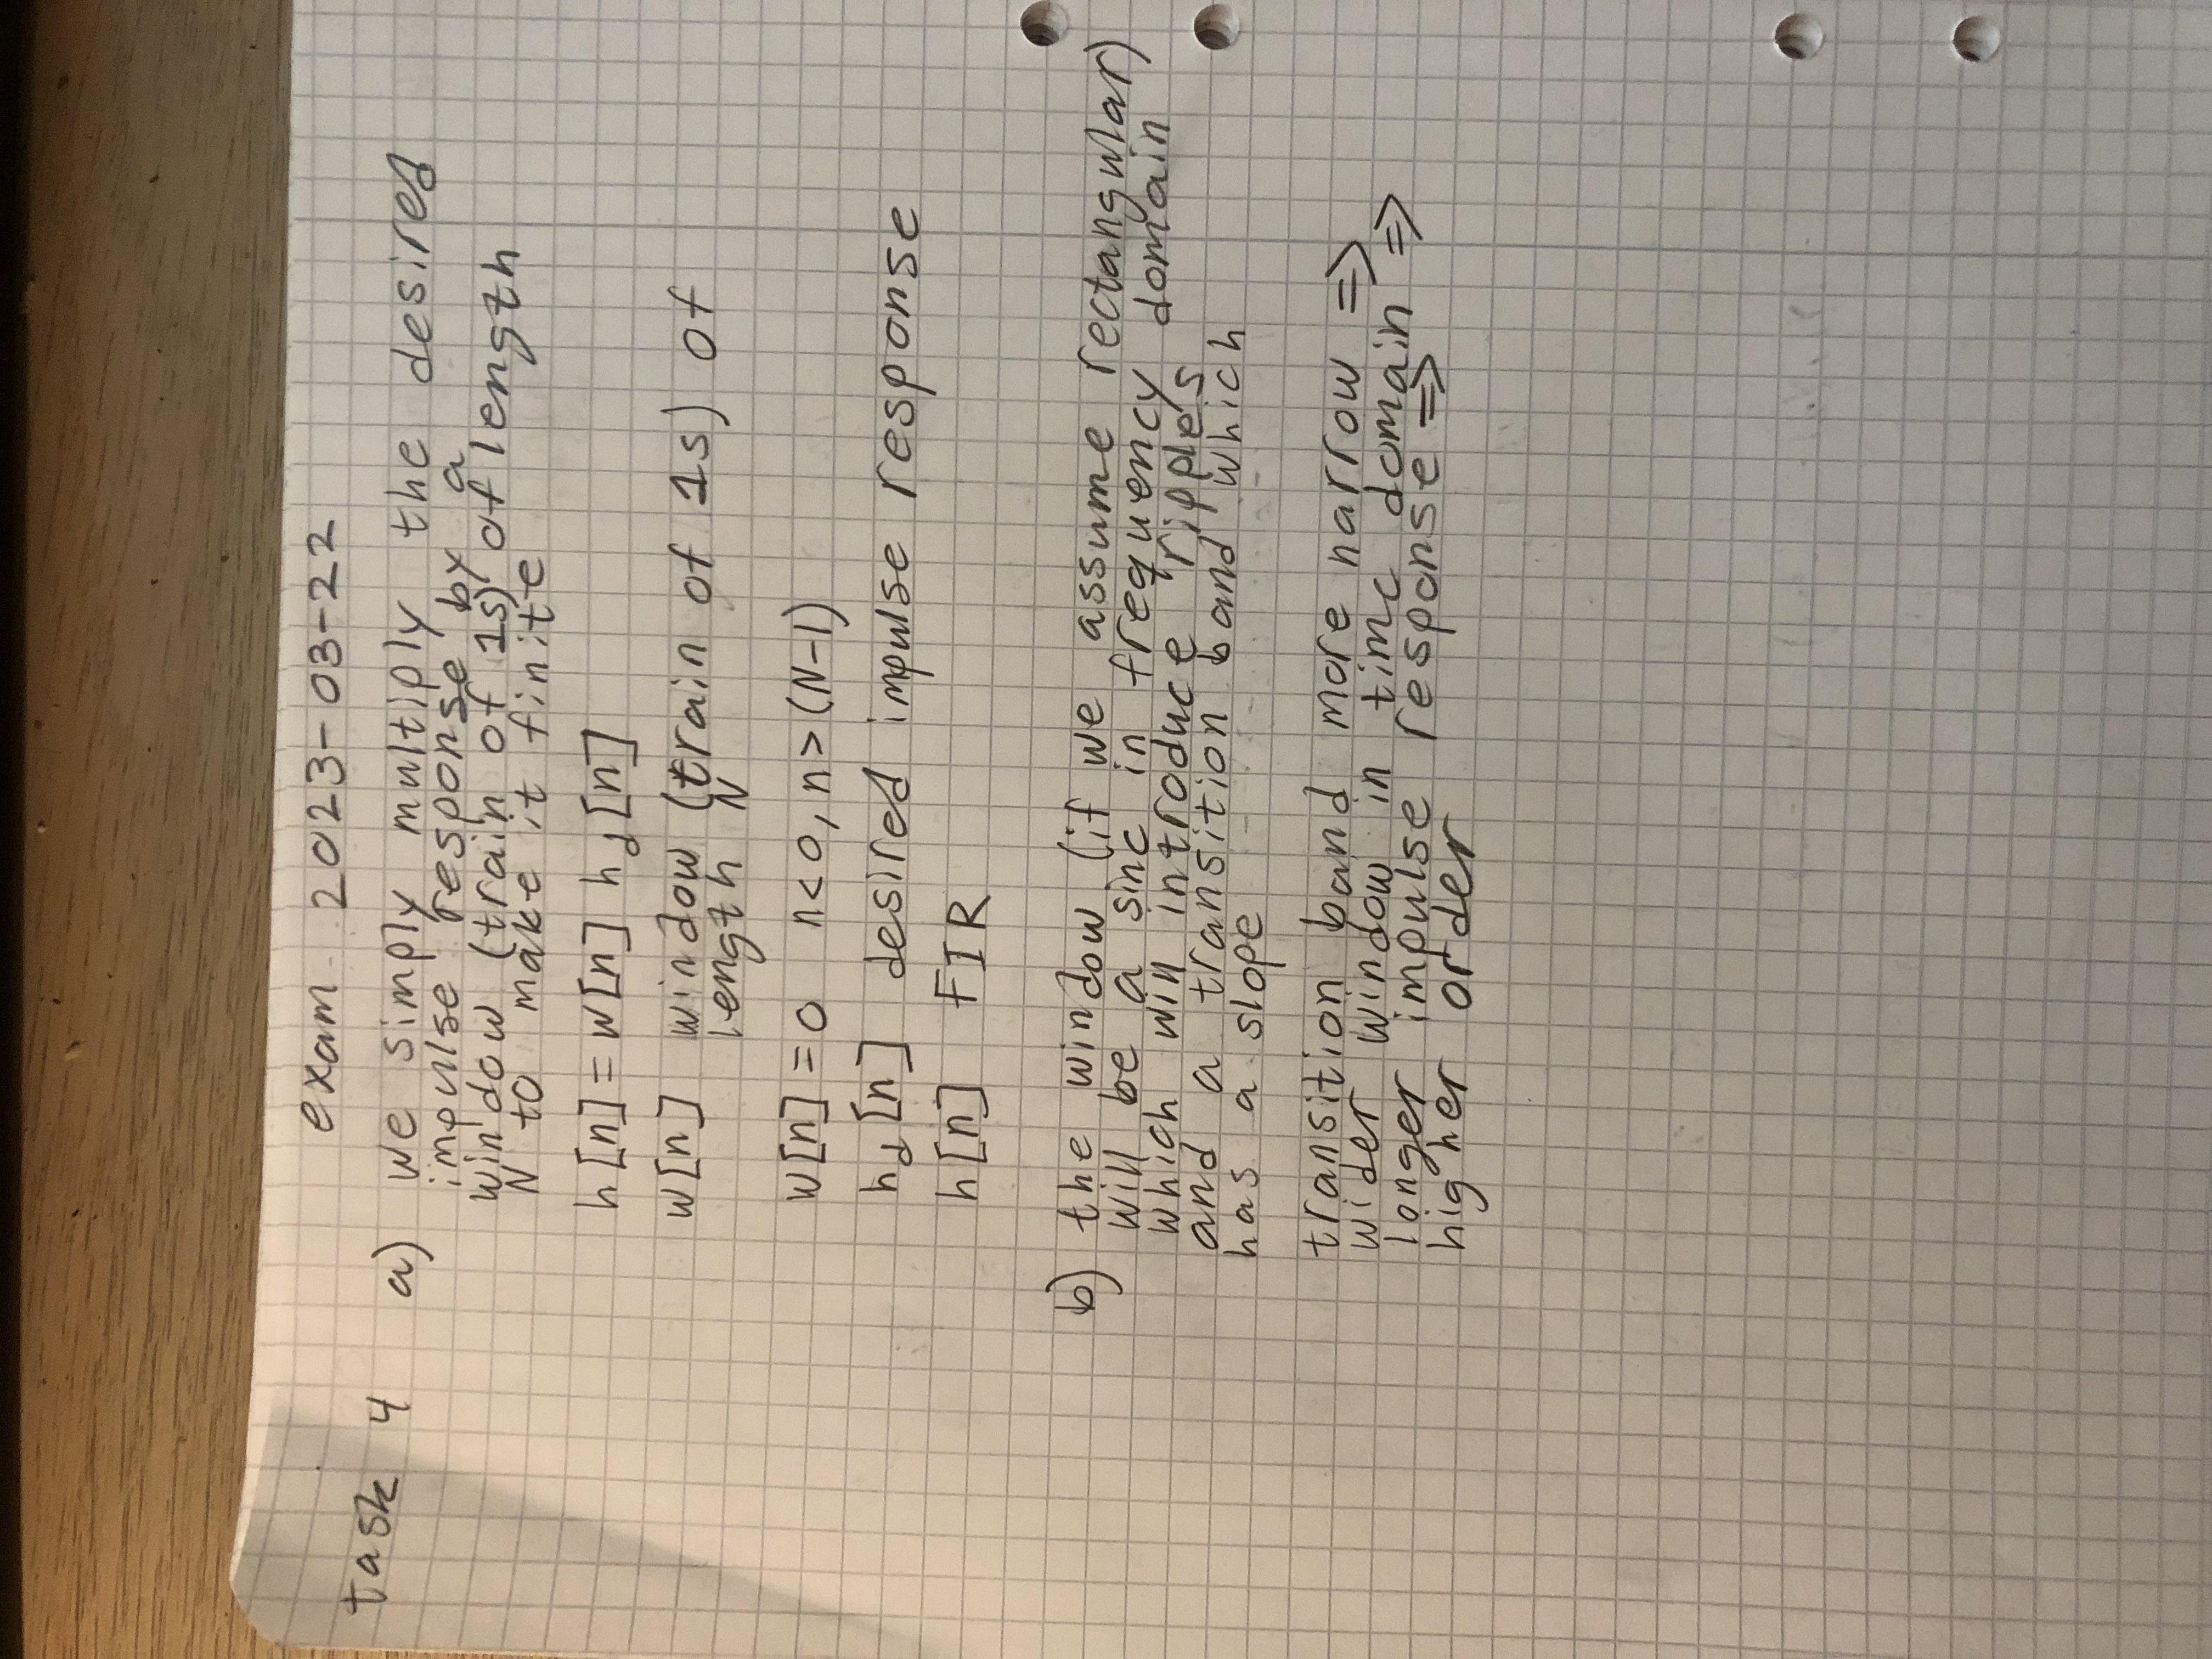 exam 2023-03-22
task 4 a) we simply multiply the desired
impulse response by a
window (train of 1s) of length
N to make it finite
h[n]=w[n] h_d[n]
w[n] window (train of 1s) of
length N
w[n]=0 n<0, n>(N-1)
h_d[n] desired impulse response
h[n] FIR
b) the window (if we assume rectangular)
will be a sinc in frequency domain
which will introduce ripples
and a transition band which
has a slope
transition band more narrow =>
wider window in time domain =>
longer impulse response =>
higher order